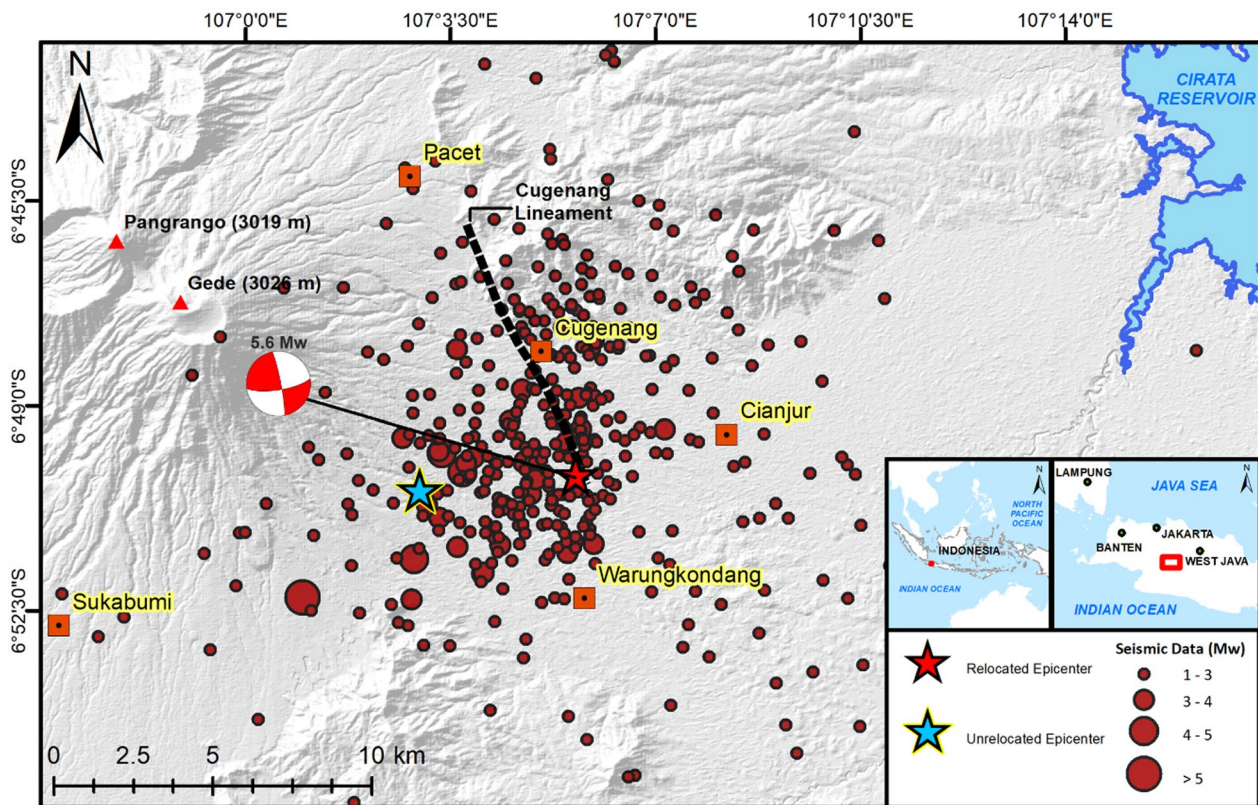 107°0'0"E
107°3'30"E
107°7'0"E
107°10'30"E
107°14'0"E
6°45'30"S
6°49'0"S
6°52'30"S
N
CIRATA
RESERVOIR
Pacet
Cugenang
Lineament
Pangrango (3019 m)
Gede (3026 m)
5.6 Mw
Cugenang
Cianjur
Warungkondang
Sukabumi
0 2.5 5 10 km
N
NORTH
PACIFIC
OCEAN
INDONESIA
INDIAN OCEAN
N
LAMPUNG
JAVA SEA
JAKARTA
BANTEN
WEST JAVA
INDIAN OCEAN
Relocated Epicenter
Unrelocated Epicenter
Seismic Data (Mw)
1 - 3
3 - 4
4 - 5
> 5